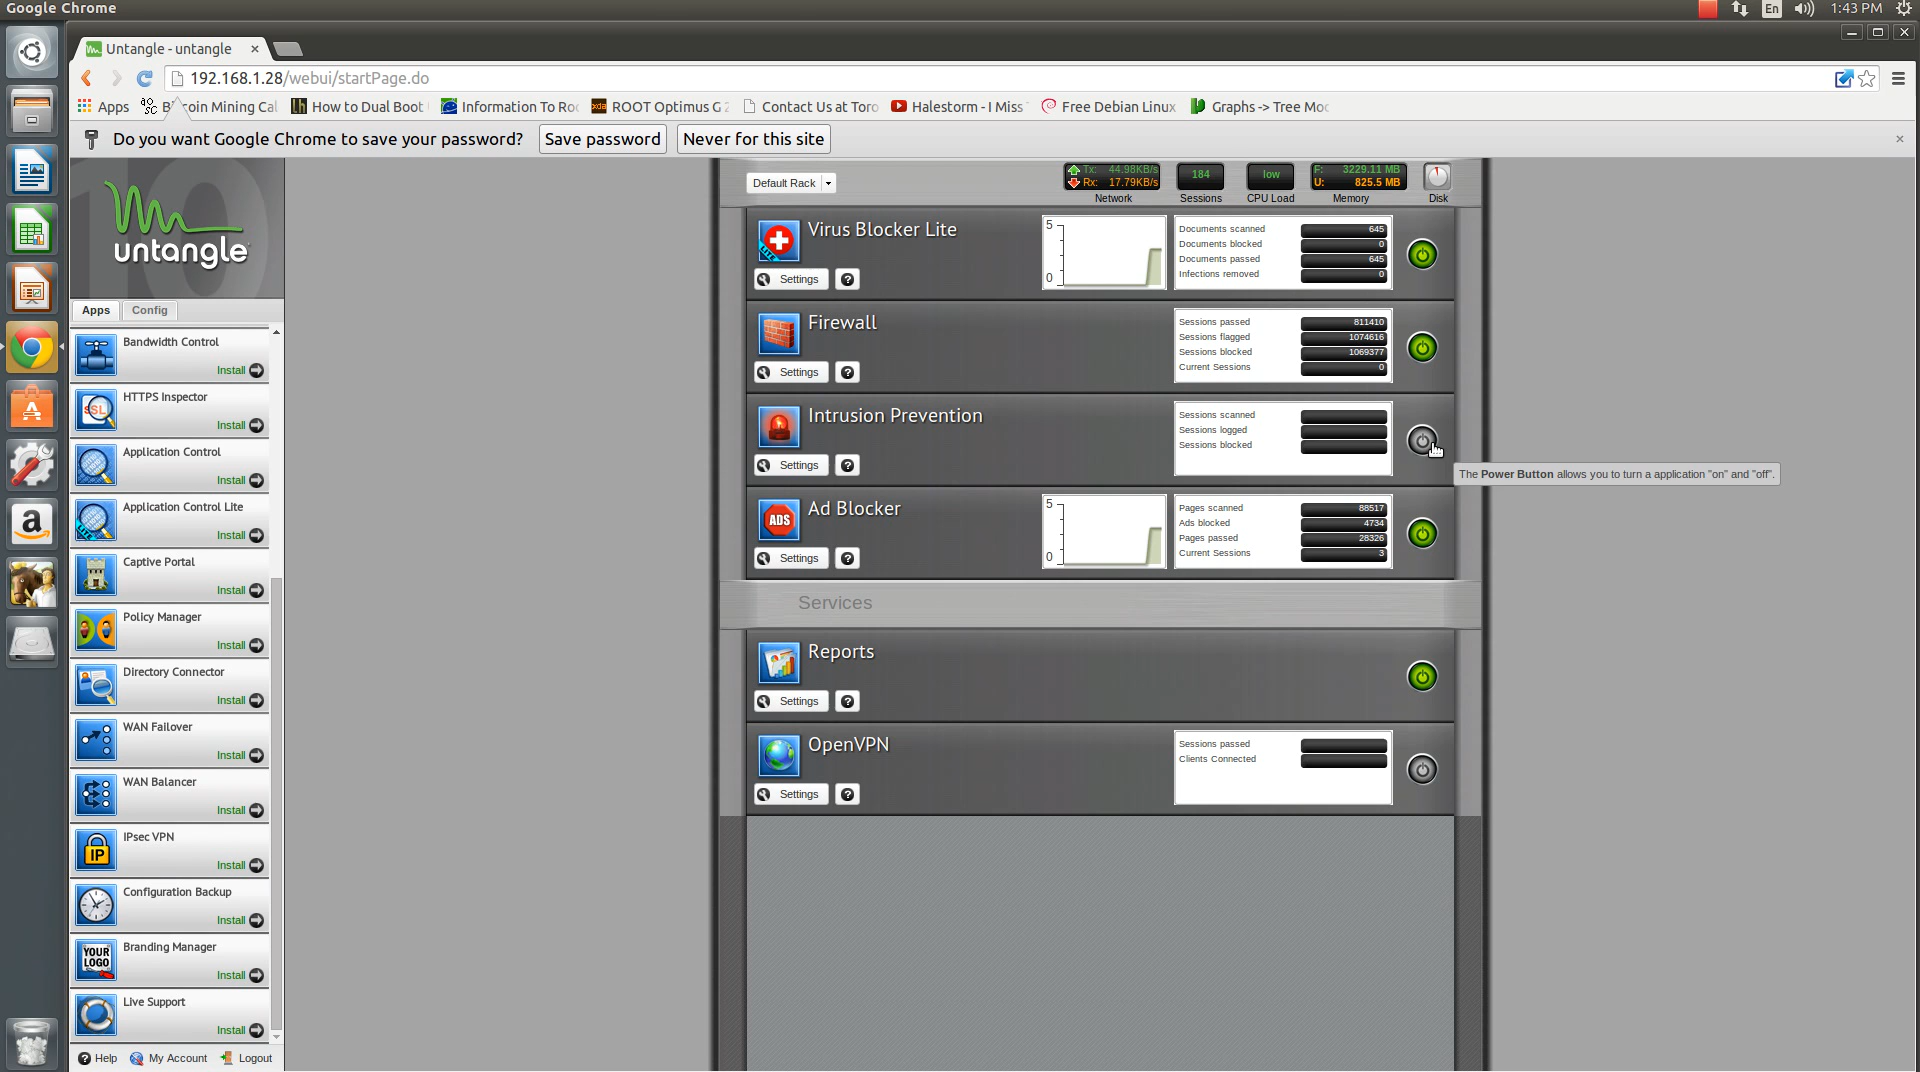 Google Chrome
En
1:43 PM
Untangle - untangle
192.168.1.28/webui/startPage.do
Apps
coin Mining Cal
How to Dual Boot
Information To Ro
ROOT Optimus G 2
Contact Us at Toro
Halestorm - I Miss
Free Debian Linux
Graphs -> Tree Mo
Do you want Google Chrome to save your password?
Save password
Never for this site
untangle
Default Rack
Tx: 44.98KB/s
Rx: 17.79KB/s
Network
184
Sessions
low
CPU Load
F: 3229.11 MB
U: 825.5 MB
Memory
Disk
Apps
Config
Bandwidth Control
Install
HTTPS Inspector
SSL
Install
Application Control
Install
Application Control Lite
Install
Captive Portal
Install
Policy Manager
Install
Directory Connector
Install
WAN Failover
Install
WAN Balancer
Install
IPsec VPN
IP
Install
Configuration Backup
Install
Branding Manager
YOUR LOGO
Install
Live Support
Install
Help
My Account
Logout
Virus Blocker Lite
Settings
5
0
Documents scanned 645
Documents blocked 0
Documents passed 645
Infections removed 0
Firewall
Settings
Sessions passed 811410
Sessions flagged 1074616
Sessions blocked 1069377
Current Sessions 0
Intrusion Prevention
Settings
Sessions scanned
Sessions logged
Sessions blocked
The Power Button allows you to turn a application "on" and "off".
Ad Blocker
ADS
Settings
5
0
Pages scanned 88517
Ads blocked 4734
Pages passed 28326
Current Sessions 3
Services
Reports
Settings
OpenVPN
Settings
Sessions passed
Clients Connected